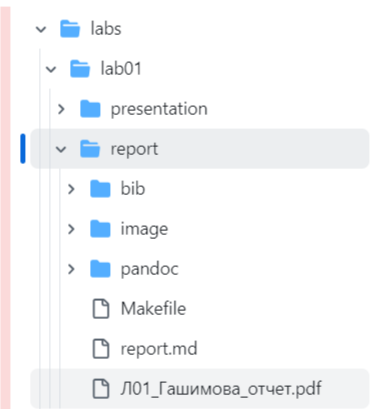 labs
lab01
presentation
report
bib
image
pandoc
Makefile
report.md
Л01_Гашимова_отчет.pdf